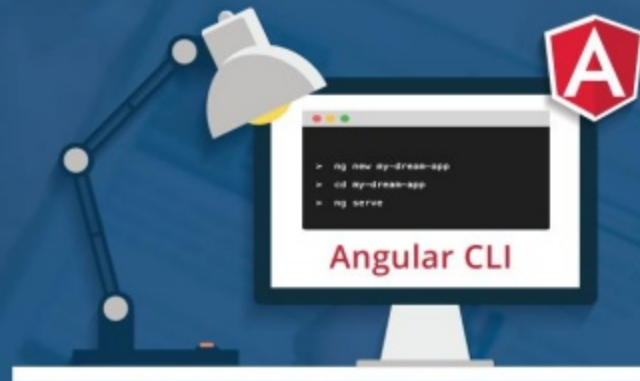 A
> ng new my-dream-app
> cd my-dream-app
> ng serve
Angular CLI